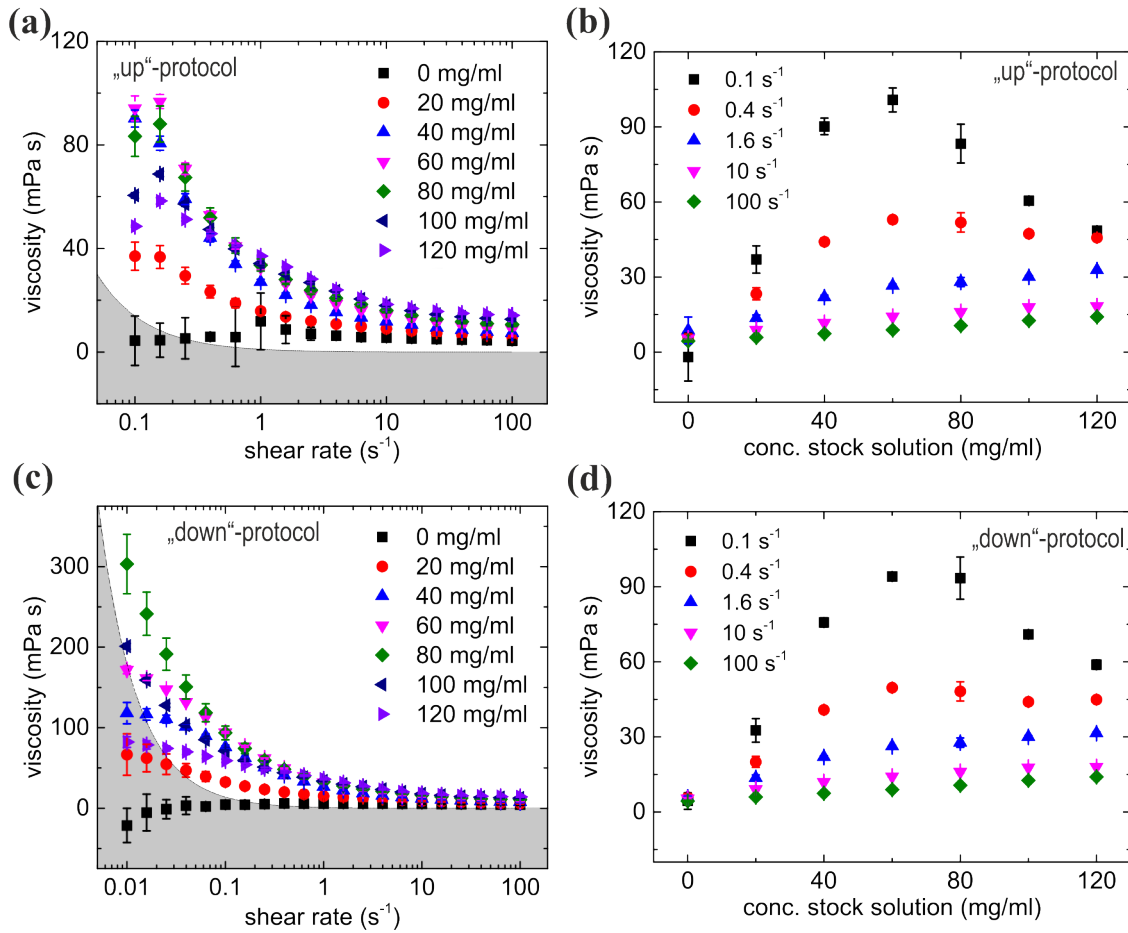 (a)
120
80
40
0
viscosity (mPa s)
„up“-protocol
0 mg/ml
20 mg/ml
40 mg/ml
60 mg/ml
80 mg/ml
100 mg/ml
120 mg/ml
0.1 1 10 100
shear rate (s⁻¹)
(b)
120
90
60
30
0
viscosity (mPa s)
„up“-protocol
0.1 s⁻¹
0.4 s⁻¹
1.6 s⁻¹
10 s⁻¹
100 s⁻¹
0 40 80 120
conc. stock solution (mg/ml)
(c)
300
200
100
0
viscosity (mPa s)
„down“-protocol
0 mg/ml
20 mg/ml
40 mg/ml
60 mg/ml
80 mg/ml
100 mg/ml
120 mg/ml
0.01 0.1 1 10 100
shear rate (s⁻¹)
(d)
120
90
60
30
0
viscosity (mPa s)
„down“-protocol
0.1 s⁻¹
0.4 s⁻¹
1.6 s⁻¹
10 s⁻¹
100 s⁻¹
0 40 80 120
conc. stock solution (mg/ml)